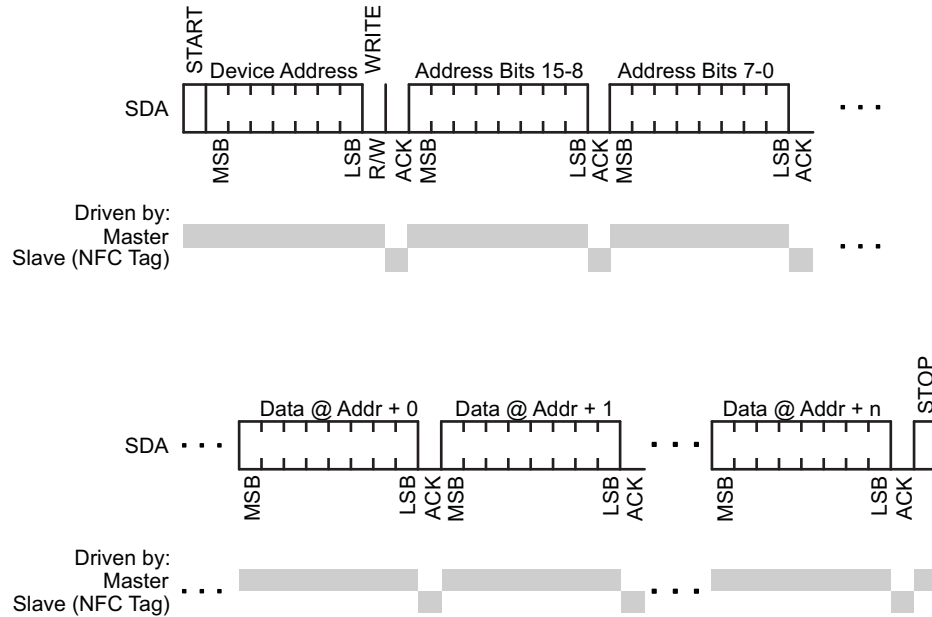 START
WRITE
Device Address
Address Bits 15-8
Address Bits 7-0
SDA
. . .
MSB
LSB
R/W
ACK
MSB
LSB
ACK
MSB
LSB
ACK
Driven by:
Master
Slave (NFC Tag)
. . .
STOP
Data @ Addr + 0
Data @ Addr + 1
Data @ Addr + n
SDA
. . .
. . .
MSB
LSB
ACK
MSB
LSB
ACK
MSB
LSB
ACK
Driven by:
Master
Slave (NFC Tag)
. . .
. . .